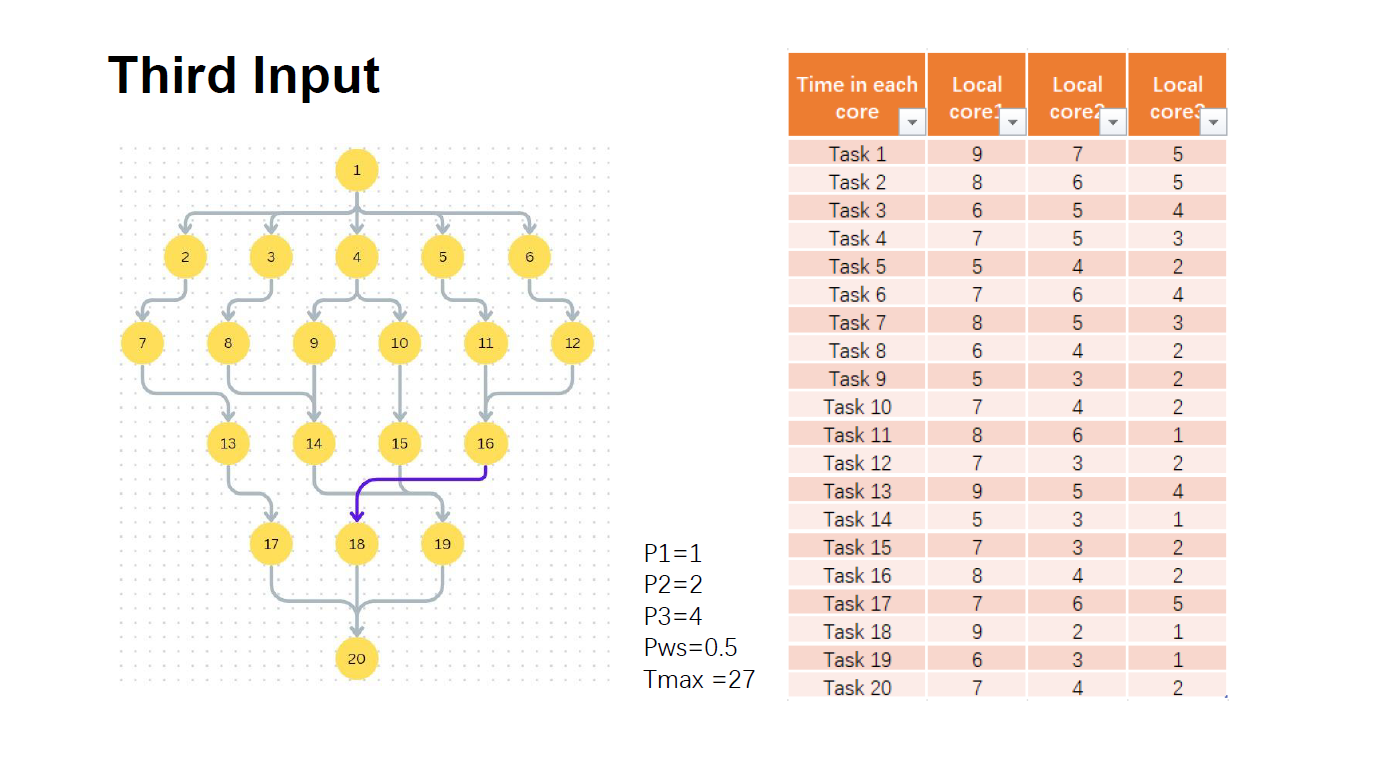 Third Input
1
2 3 4 5 6
7 8 9 10 11 12
13 14 15 16
17 18 19
20
P1=1
P2=2
P3=4
Pws=0.5
Tmax =27
Time in each core Local core1 Local core2 Local core3
Task 1 9 7 5
Task 2 8 6 5
Task 3 6 5 4
Task 4 7 5 3
Task 5 5 4 2
Task 6 7 6 4
Task 7 8 5 3
Task 8 6 4 2
Task 9 5 3 2
Task 10 7 4 2
Task 11 8 6 1
Task 12 7 3 2
Task 13 9 5 4
Task 14 5 3 1
Task 15 7 3 2
Task 16 8 4 2
Task 17 7 6 5
Task 18 9 2 1
Task 19 6 3 1
Task 20 7 4 2